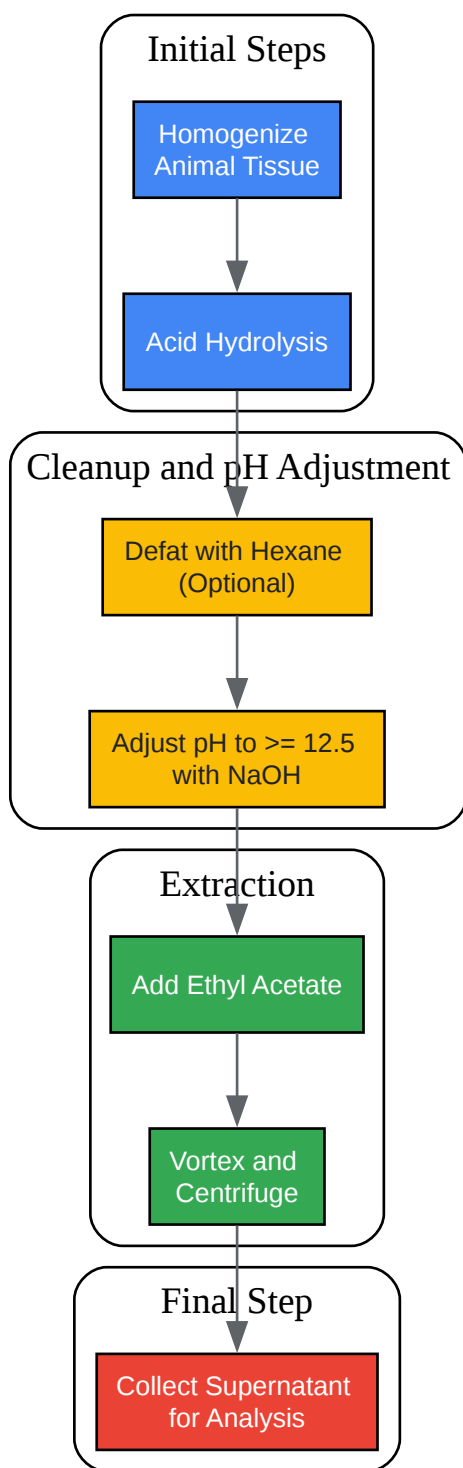 Initial Steps
Homogenize
Animal Tissue
Acid Hydrolysis
Cleanup and pH Adjustment
Defat with Hexane
(Optional)
Adjust pH to >= 12.5
with NaOH
Extraction
Add Ethyl Acetate
Vortex and
Centrifuge
Final Step
Collect Supernatant
for Analysis